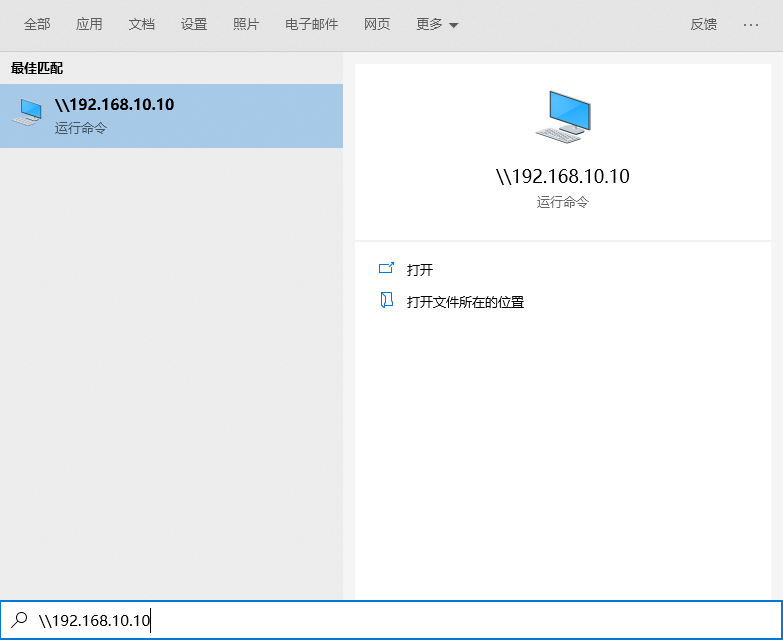 全部 应用 文档 设置 照片 电子邮件 网页 更多 反馈 ···
最佳匹配
\\192.168.10.10
运行命令
\\192.168.10.10
运行命令
打开
打开文件所在的位置
\\192.168.10.10